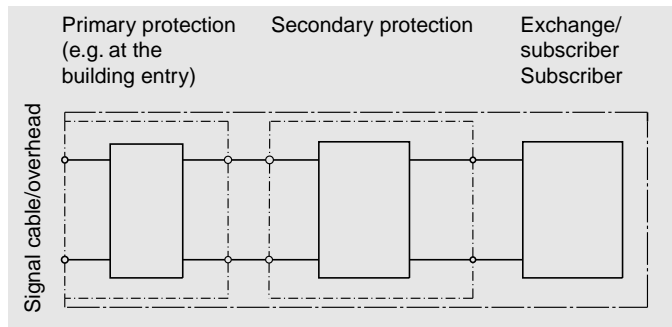 Primary protection
(e.g. at the
building entry)
Secondary protection
Exchange/
subscriber
Subscriber
Signal cable/overhead